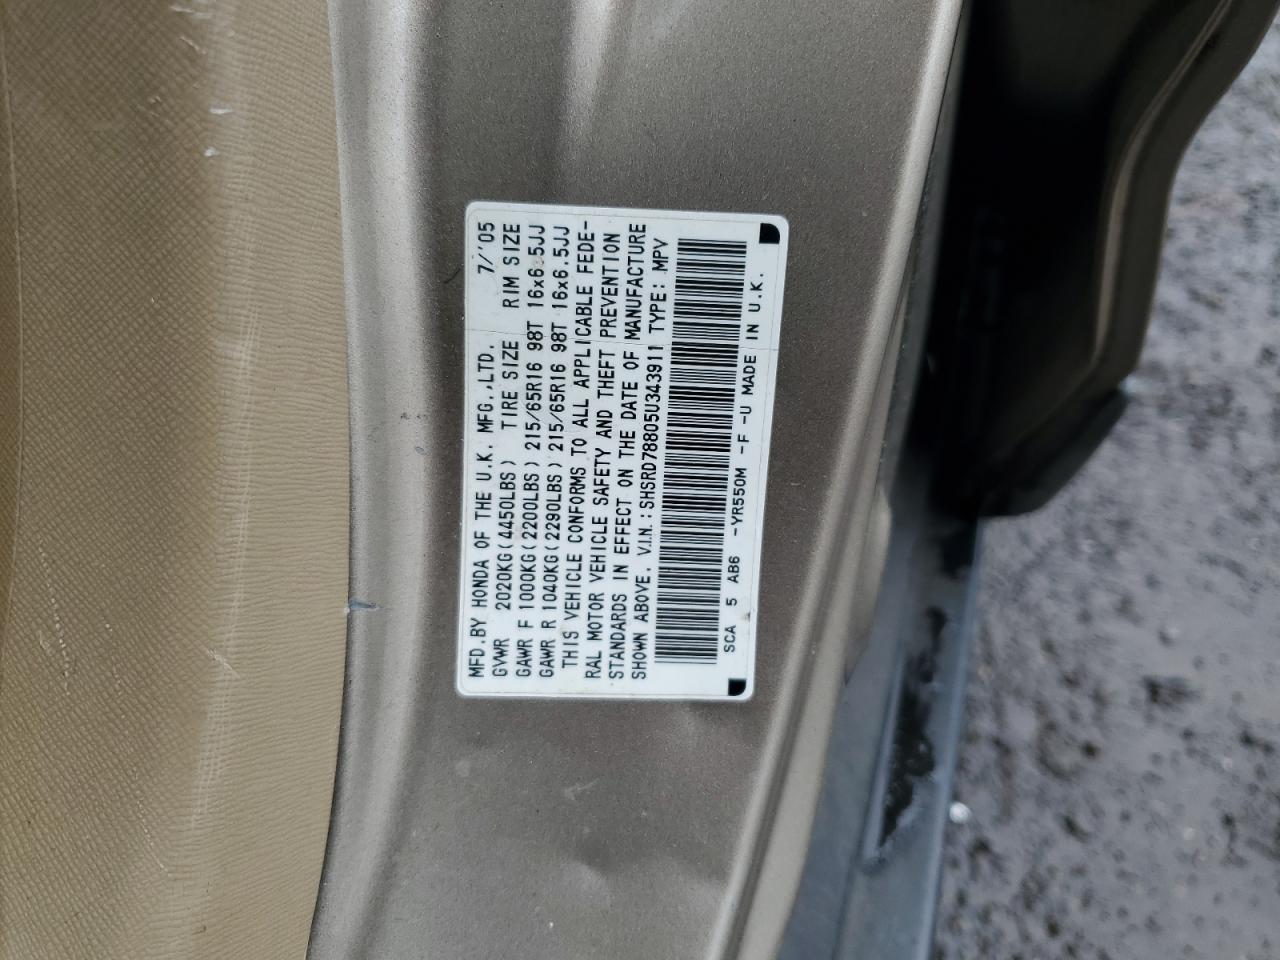 MFD.BY HONDA OF THE U.K. MFG.,LTD. 7/'05
GVWR 2020KG(4450LBS) TIRE SIZE RIM SIZE
GAWR F 1000KG(2200LBS) 215/65R16 98T 16x6.5JJ
GAWR R 1040KG(2290LBS) 215/65R16 98T 16x6.5JJ
THIS VEHICLE CONFORMS TO ALL APPLICABLE FEDE-
RAL MOTOR VEHICLE SAFETY AND THEFT PREVENTION
STANDARDS IN EFFECT ON THE DATE OF MANUFACTURE
SHOWN ABOVE. V.I.N.:SHSRD78805U343911 TYPE: MPV
SCA 5 AB6 -YR550M -F -U MADE IN U.K.